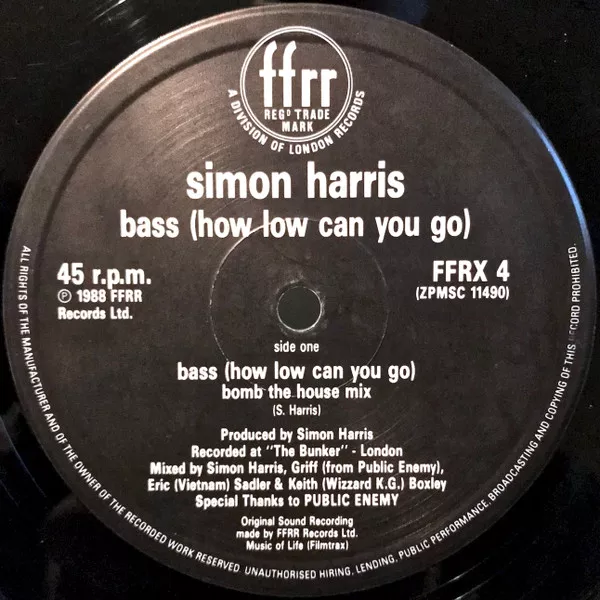 ffrr
REGD TRADE
MARK
A DIVISION OF LONDON RECORDS
simon harris
bass (how low can you go)
45 r.p.m.
℗ 1988 FFRR
Records Ltd.
FFRX 4
(ZPMSC 11490)
side one
bass (how low can you go)
bomb the house mix
(S. Harris)
Produced by Simon Harris
Recorded at "The Bunker" - London
Mixed by Simon Harris, Griff (from Public Enemy),
Eric (Vietnam) Sadler & Keith (Wizzard K.G.) Boxley
Special Thanks to PUBLIC ENEMY
Original Sound Recording
made by FFRR Records Ltd.
Music of Life (Filmtrax)
ALL RIGHTS OF THE MANUFACTURER AND OF THE OWNER OF THE RECORDED WORK RESERVED. UNAUTHORISED HIRING, LENDING, PUBLIC PERFORMANCE, BROADCASTING AND COPYING OF THIS RECORD PROHIBITED.